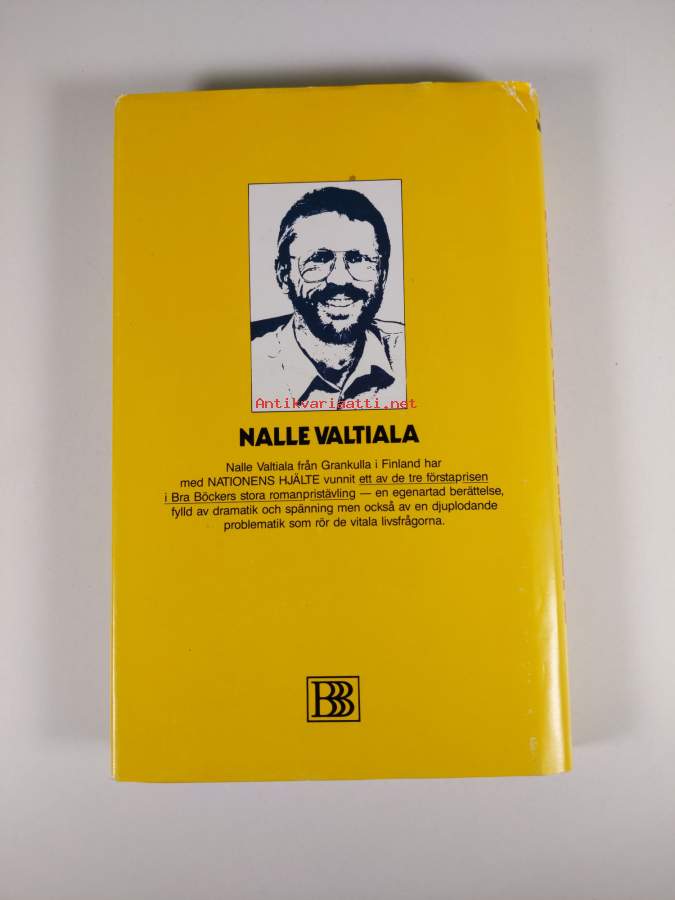 Antikvariaatti.net
NALLE VALTIALA
Nalle Valtiala från Grankulla i Finland har
med NATIONENS HJÄLTE vunnit ett av de tre förstaprisen
i Bra Böckers stora romanpristävling — en egenartad berättelse,
fylld av dramatik och spänning men också av en djuplodande
problematik som rör de vitala livsfrågorna.
BBB